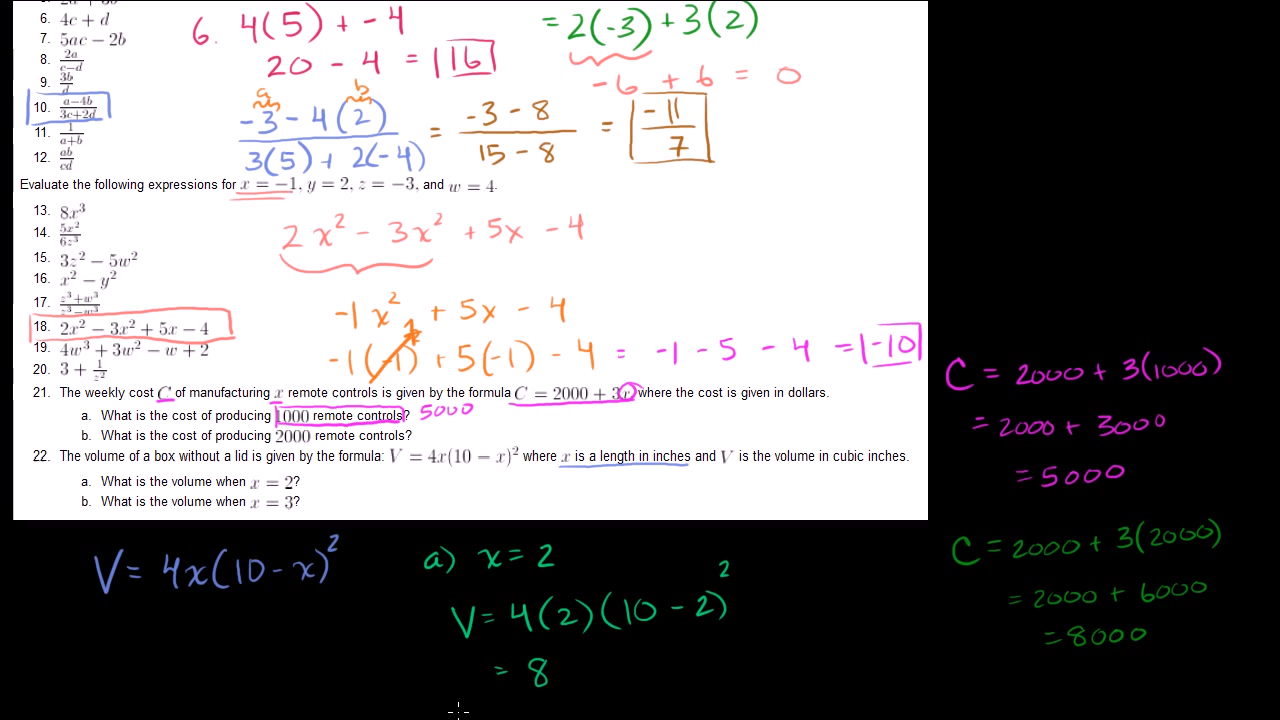 6. 4c + d
7. 5ac − 2b
8. 2a / c−d
9. 3b / d
10. a−4b / 3c+2d
11. 1 / a+b
12. ab / cd
6. 4(5) + -4
20 - 4 = 16
= 2(-3) + 3(2)
-6 + 6 = 0
a b
-3 - 4(2) / 3(5) + 2(-4) = -3 - 8 / 15 - 8 = -11 / 7
Evaluate the following expressions for x = −1, y = 2, z = −3, and w = 4.
13. 8x³
14. 5x² / 6z³
15. 3z² − 5w²
16. x² − y²
17. z³+w³ / z³−w³
18. 2x² − 3x² + 5x − 4
19. 4w³ + 3w² − w + 2
20. 3 + 1 / z²
2x² - 3x² + 5x - 4
-1x² + 5x - 4
-1(-1) + 5(-1) - 4 = -1 - 5 - 4 = -10
21. The weekly cost C of manufacturing x remote controls is given by the formula C = 2000 + 3x where the cost is given in dollars.
a. What is the cost of producing 1000 remote controls? 5000
b. What is the cost of producing 2000 remote controls?
22. The volume of a box without a lid is given by the formula: V = 4x(10 − x)² where x is a length in inches and V is the volume in cubic inches.
a. What is the volume when x = 2?
b. What is the volume when x = 3?
C = 2000 + 3(1000)
= 2000 + 3000
= 5000
C = 2000 + 3(2000)
= 2000 + 6000
= 8000
V = 4x(10 - x)²
a) x = 2
V = 4(2)(10 - 2)²
= 8